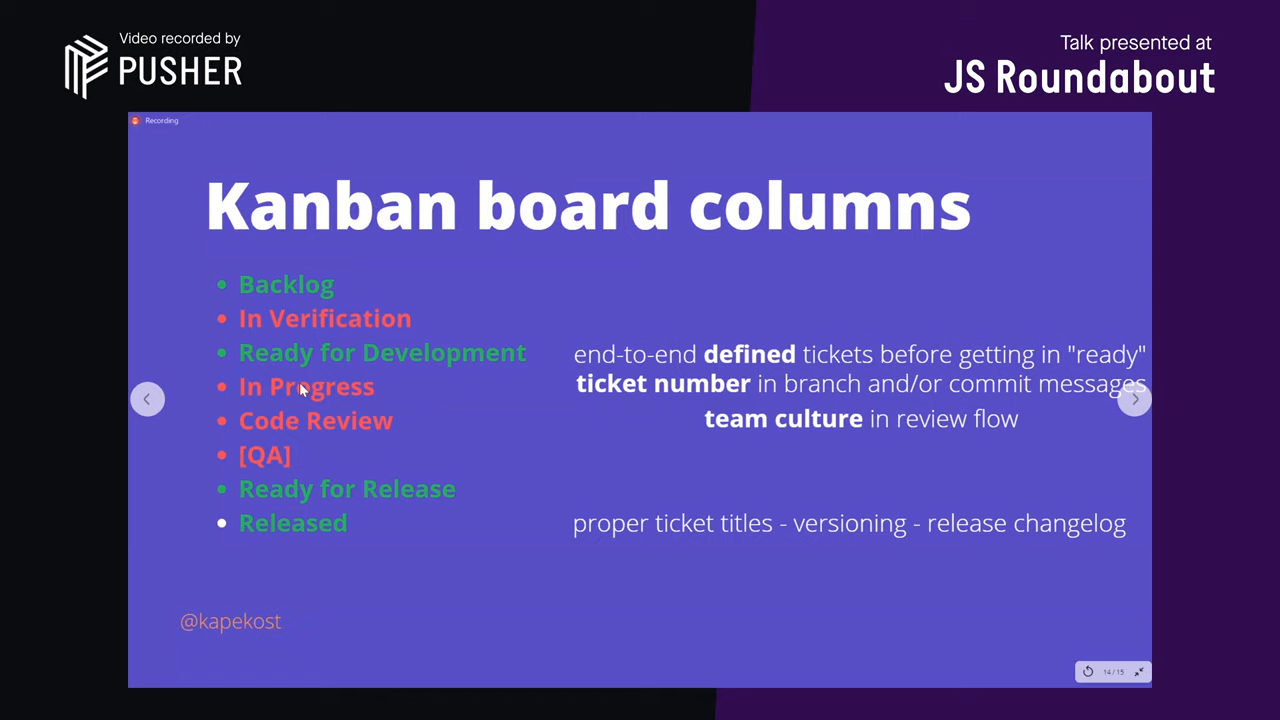 Video recorded by
PUSHER
Talk presented at
JS Roundabout
Recording
Kanban board columns
Backlog
In Verification
Ready for Development
end-to-end defined tickets before getting in "ready"
In Progress
ticket number in branch and/or commit messages
Code Review
team culture in review flow
[QA]
Ready for Release
Released
proper ticket titles - versioning - release changelog
@kapekost
14/15